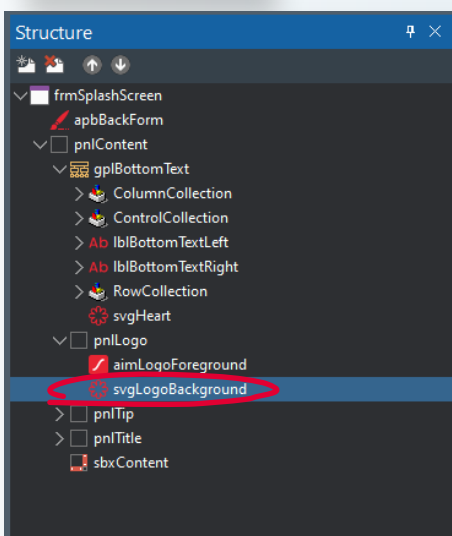 Structure
frmSplashScreen
apbBackForm
pnlContent
gplBottomText
ColumnCollection
ControlCollection
Ab lblBottomTextLeft
Ab lblBottomTextRight
RowCollection
svgHeart
pnlLogo
aimLogoForeground
svgLogoBackground
pnlTip
pnlTitle
sbxContent